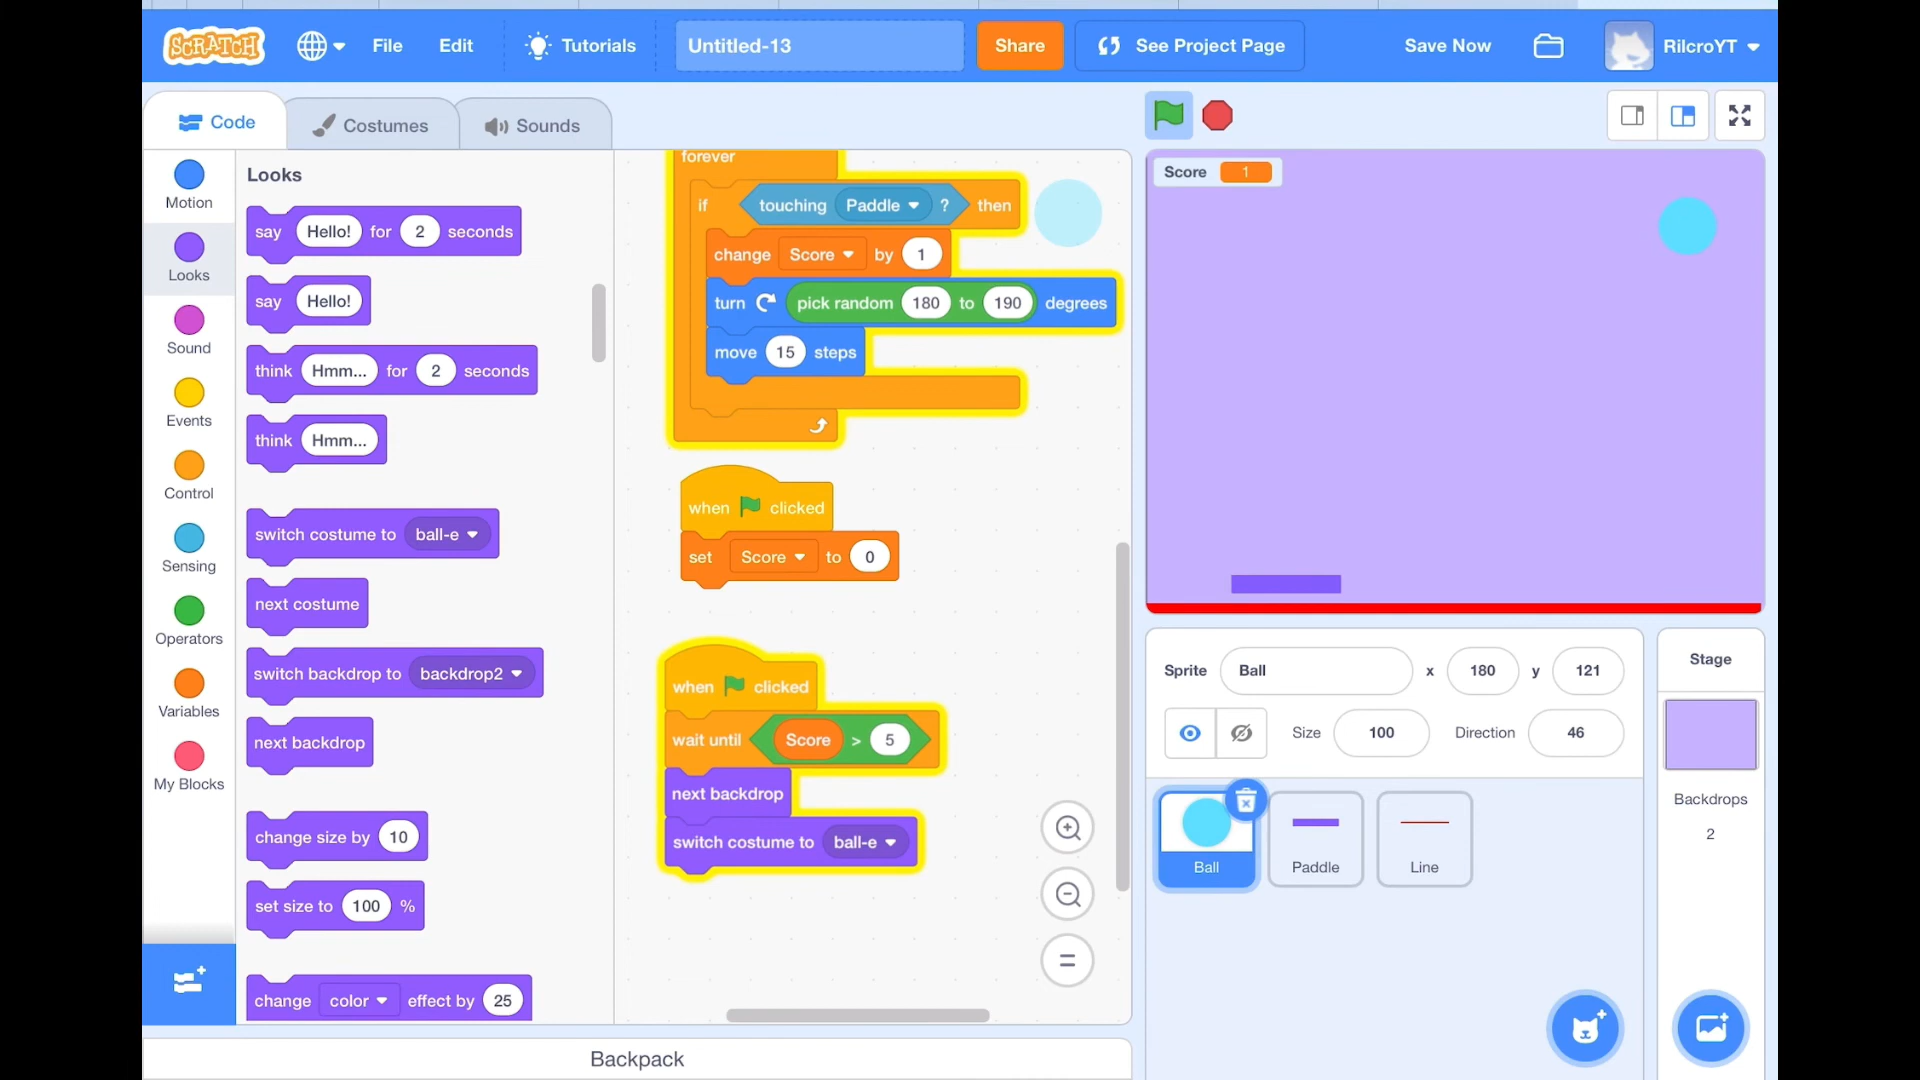 SCRATCH File Edit Tutorials Untitled-13 Share See Project Page Save Now RilcroYT
Code Costumes Sounds
Motion
Looks
Sound
Events
Control
Sensing
Operators
Variables
My Blocks
Looks
say Hello! for 2 seconds
say Hello!
think Hmm... for 2 seconds
think Hmm...
switch costume to ball-e
next costume
switch backdrop to backdrop2
next backdrop
change size by 10
set size to 100 %
change color effect by 25
forever
if touching Paddle ? then
change Score by 1
turn pick random 180 to 190 degrees
move 15 steps
when clicked
set Score to 0
when clicked
wait until Score > 5
next backdrop
switch costume to ball-e
Backpack
Score 1
Sprite Ball x 180 y 121
Size 100 Direction 46
Ball Paddle Line
Stage
Backdrops
2